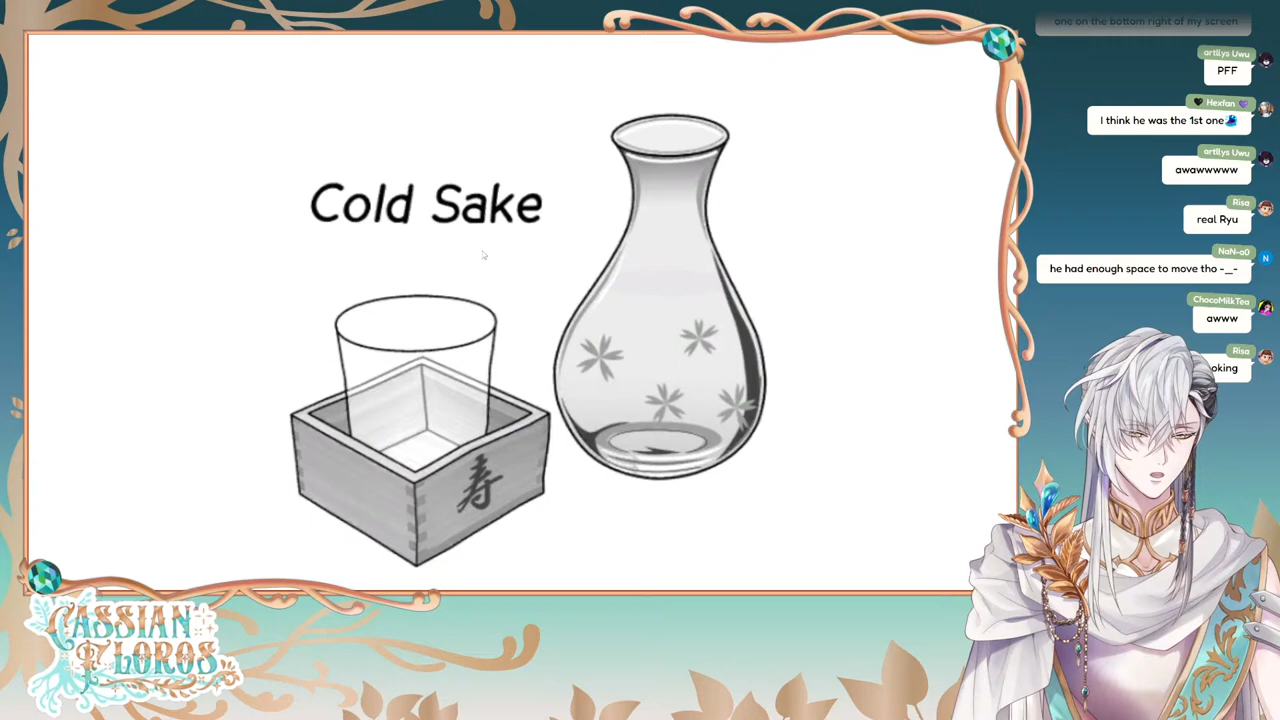 Cold Sake
寿
CASSIAN
FLOROS
one on the bottom right of my screen
artllys Uwu
PFF
Hexfan
I think he was the 1st one
artllys Uwu
awawwwww
Risa
real Ryu
NaN-a0
N
he had enough space to move tho -__-
ChocoMilkTea
awww
Risa